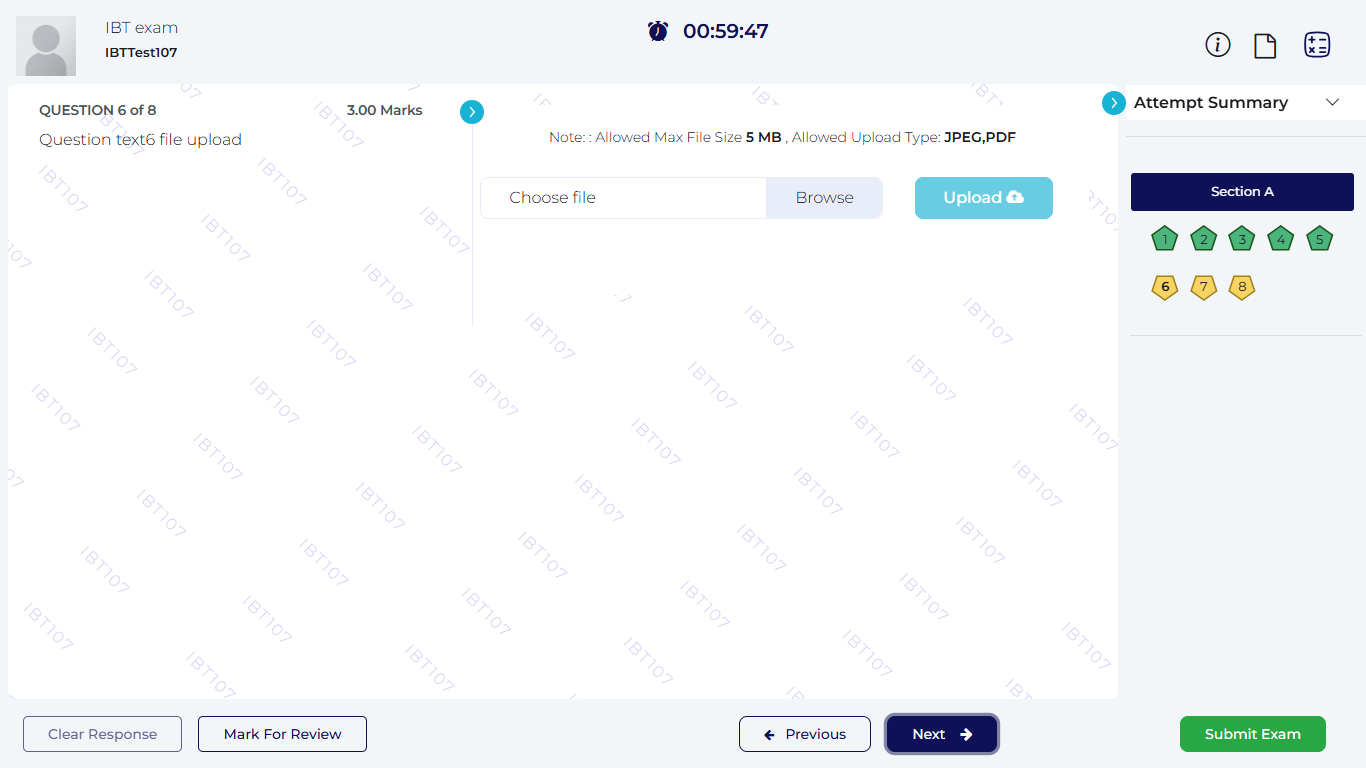 IBT exam
IBTTest107
00:59:47
QUESTION 6 of 8
3.00 Marks
Question text6 file upload
Note: : Allowed Max File Size 5 MB , Allowed Upload Type: JPEG,PDF
Choose file
Browse
Upload
Attempt Summary
Section A
1 2 3 4 5
6 7 8
IBT107
Clear Response
Mark For Review
Previous
Next
Submit Exam